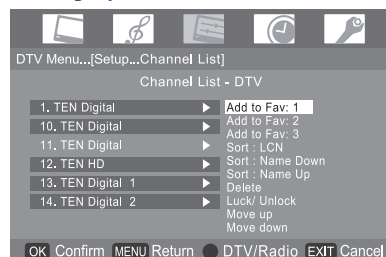 DTV Menu...[Setup...Channel List]
Channel List - DTV
1. TEN Digital
10. TEN Digital
11. TEN Digital
12. TEN HD
13. TEN Digital 1
14. TEN Digital 2
Add to Fav: 1
Add to Fav: 2
Add to Fav: 3
Sort : LCN
Sort : Name Down
Sort : Name Up
Delete
Luck/ Unlock
Move up
Move down
OK Confirm MENU Return DTV/Radio EXIT Cancel